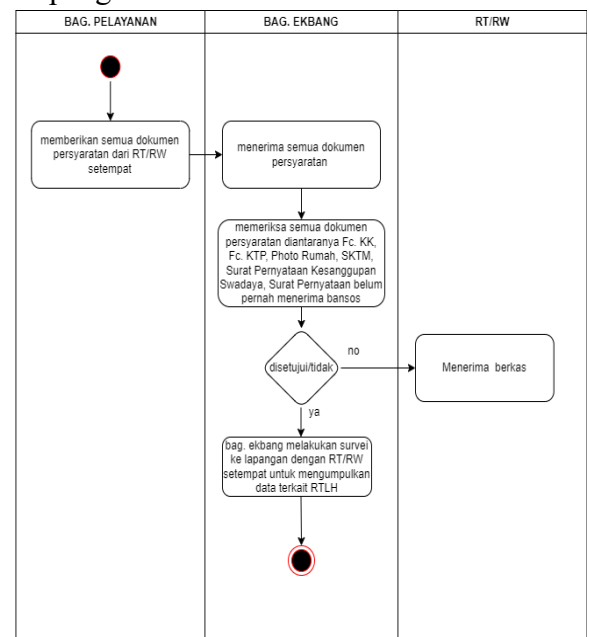 BAG. PELAYANAN
BAG. EKBANG
RT/RW
memberikan semua dokumen
persyaratan dari RT/RW
setempat
menerima semua dokumen
persyaratan
memeriksa semua dokumen
persyaratan diantaranya Fc. KK,
Fc. KTP, Photo Rumah, SKTM,
Surat Pernyataan Kesanggupan
Swadaya, Surat Pernyataan belum
pernah menerima bansos
disetujui/tidak
no
Menerima berkas
ya
bag. ekbang melakukan survei
ke lapangan dengan RT/RW
setempat untuk mengumpulkan
data terkait RTLH